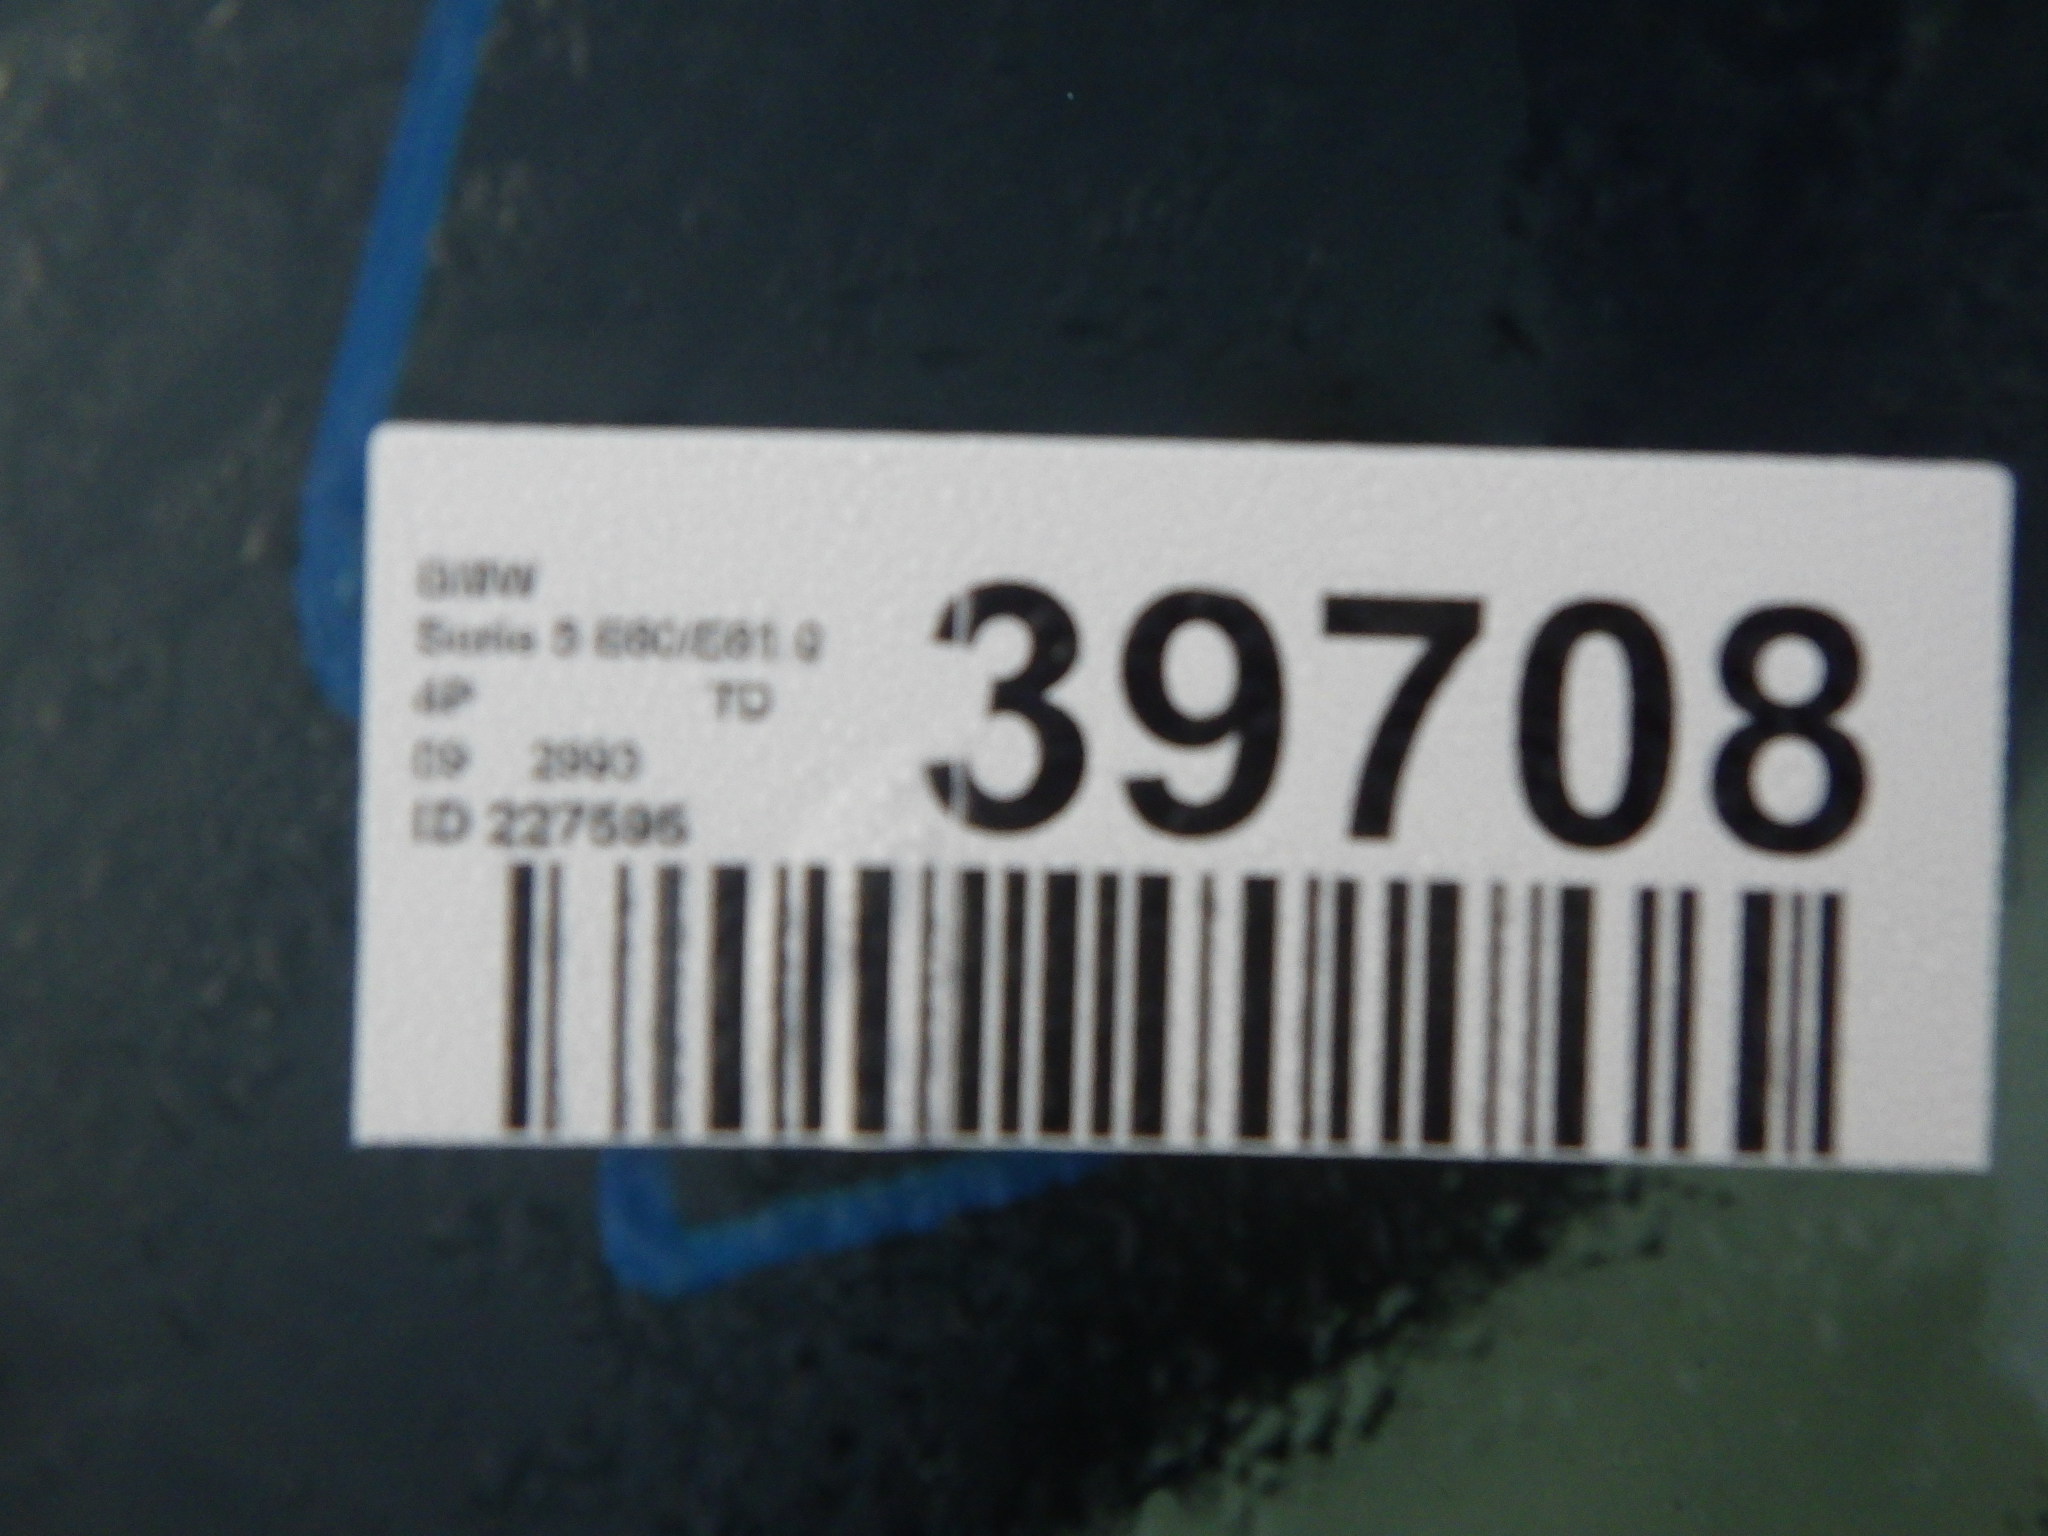 BMW
Serie 5 E60/E61 0
4P TD
09 2993
ID 227595
39708